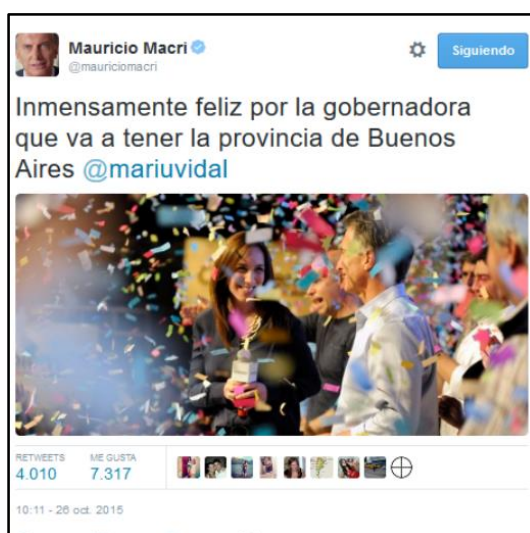 Mauricio Macri
@mauriciomacri
Siguiendo
Inmensamente feliz por la gobernadora
que va a tener la provincia de Buenos
Aires @mariuvidal
RETWEETS
4.010
ME GUSTA
7.317
10:11 - 26 oct. 2015